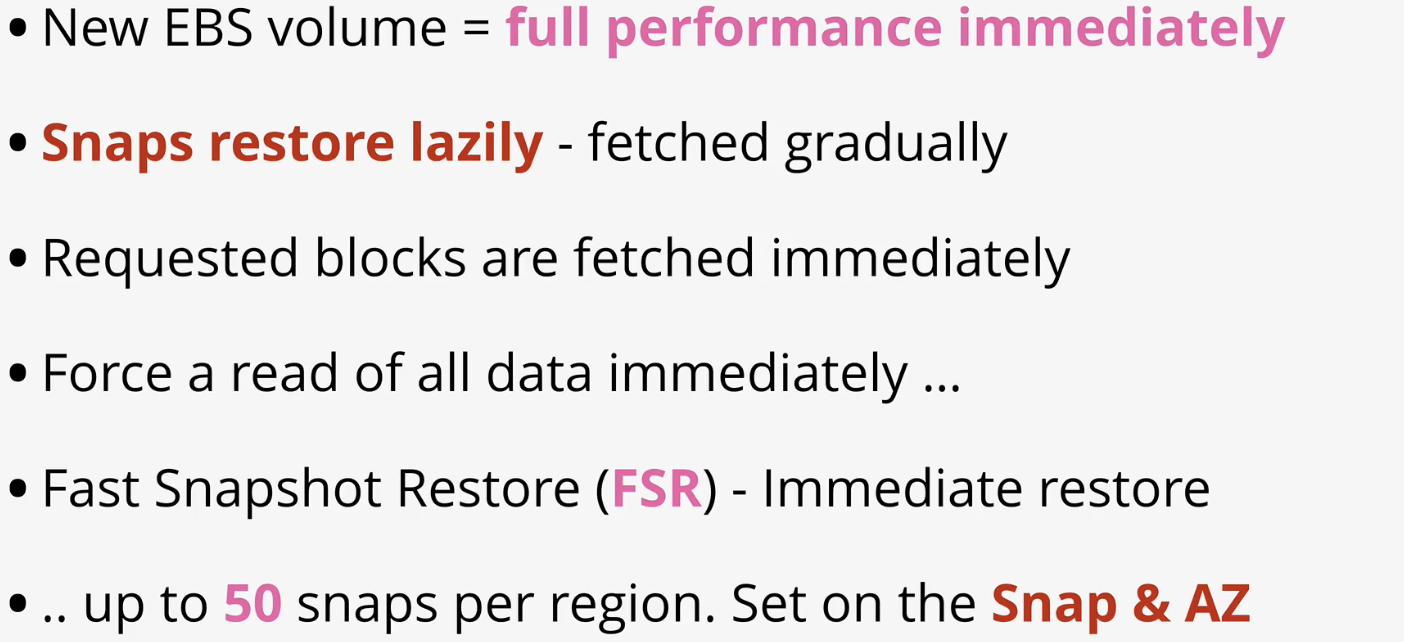 • New EBS volume = full performance immediately
• Snaps restore lazily - fetched gradually
• Requested blocks are fetched immediately
• Force a read of all data immediately ...
• Fast Snapshot Restore (FSR) - Immediate restore
• .. up to 50 snaps per region. Set on the Snap & AZ